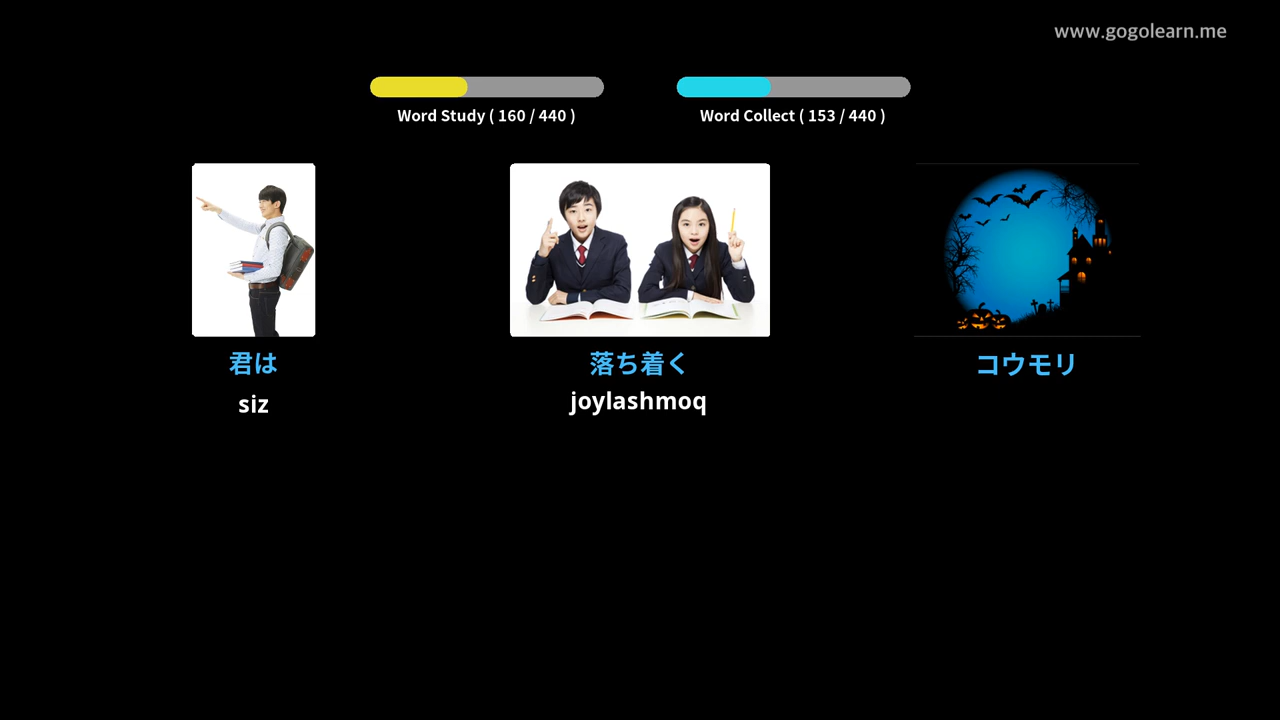 www.gogolearn.me
Word Study ( 160 / 440 )
Word Collect ( 153 / 440 )
君は
落ち着く
コウモリ
siz
joylashmoq